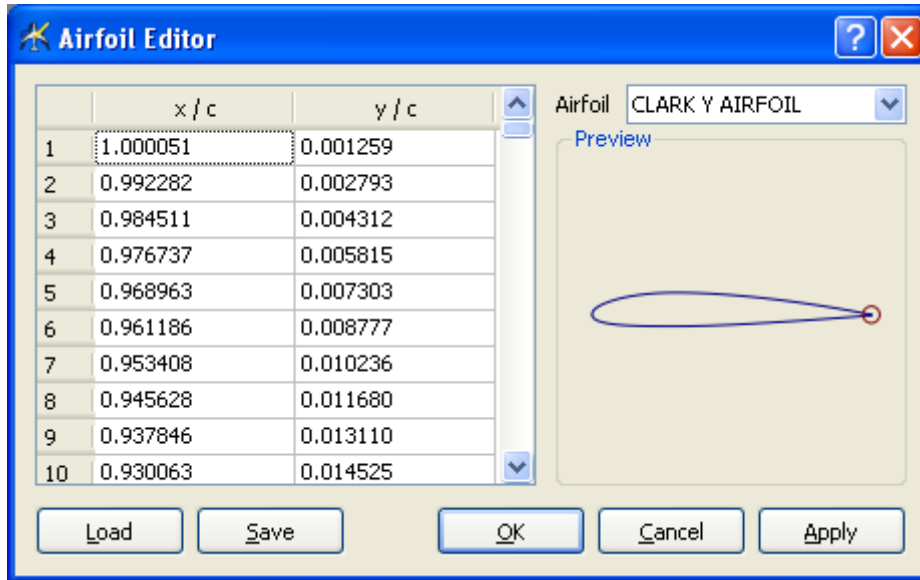 Airfoil Editor
x / c y / c
1 1.000051 0.001259
2 0.992282 0.002793
3 0.984511 0.004312
4 0.976737 0.005815
5 0.968963 0.007303
6 0.961186 0.008777
7 0.953408 0.010236
8 0.945628 0.011680
9 0.937846 0.013110
10 0.930063 0.014525
Airfoil CLARK Y AIRFOIL
Preview
Load Save OK Cancel Apply